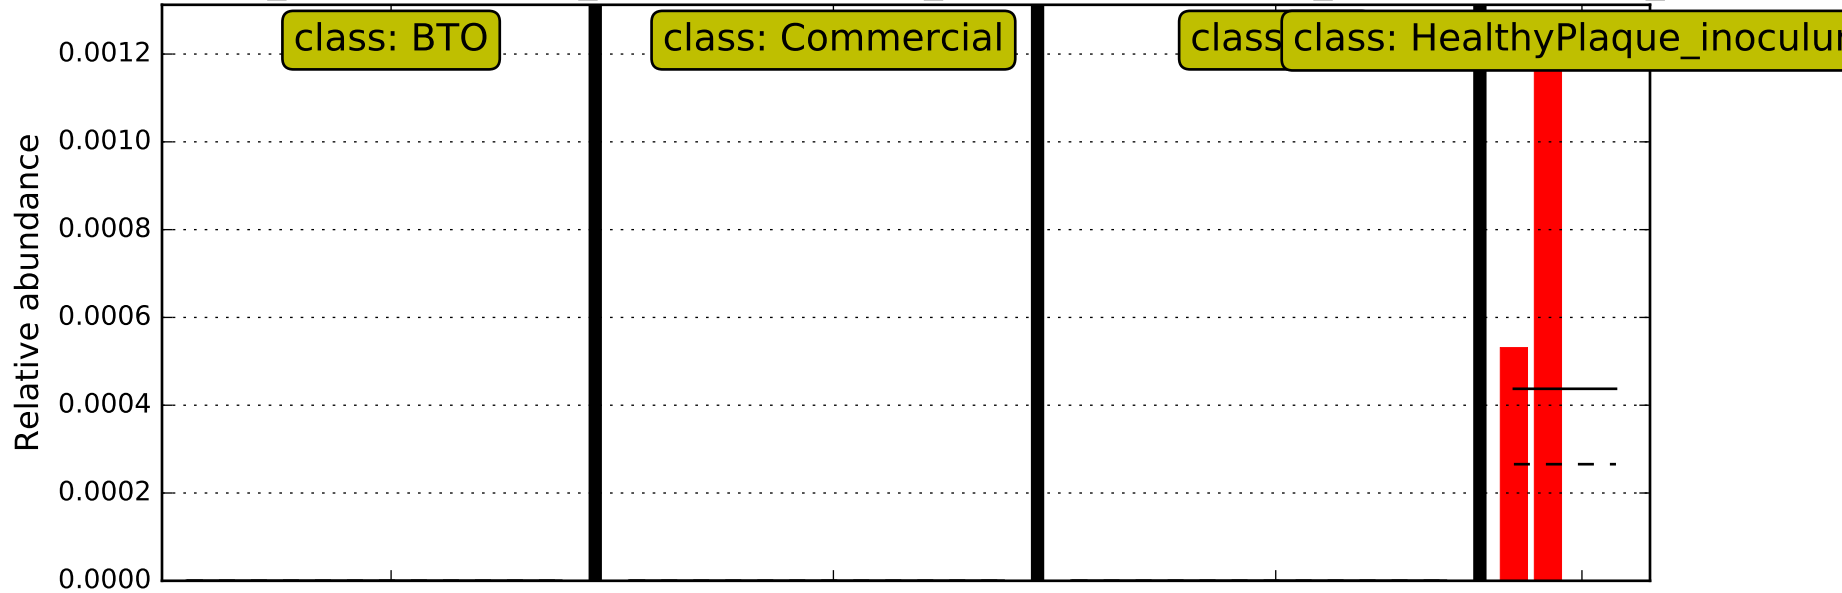 class: BTO
class: Commercial
class
class: HealthyPlaque_inoculu
0.0012
0.0010
0.0008
0.0006
0.0004
0.0002
0.0000
Relative abundance